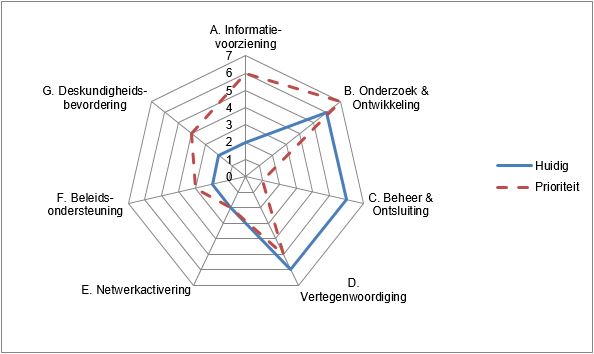 A. Informatie-
voorziening
7
6
5
4
3
2
1
0
G. Deskundigheids-
bevordering
B. Onderzoek &
Ontwikkeling
Huidig
Prioriteit
F. Beleids-
ondersteuning
C. Beheer &
Ontsluiting
E. Netwerkactivering
D.
Vertegenwoordiging